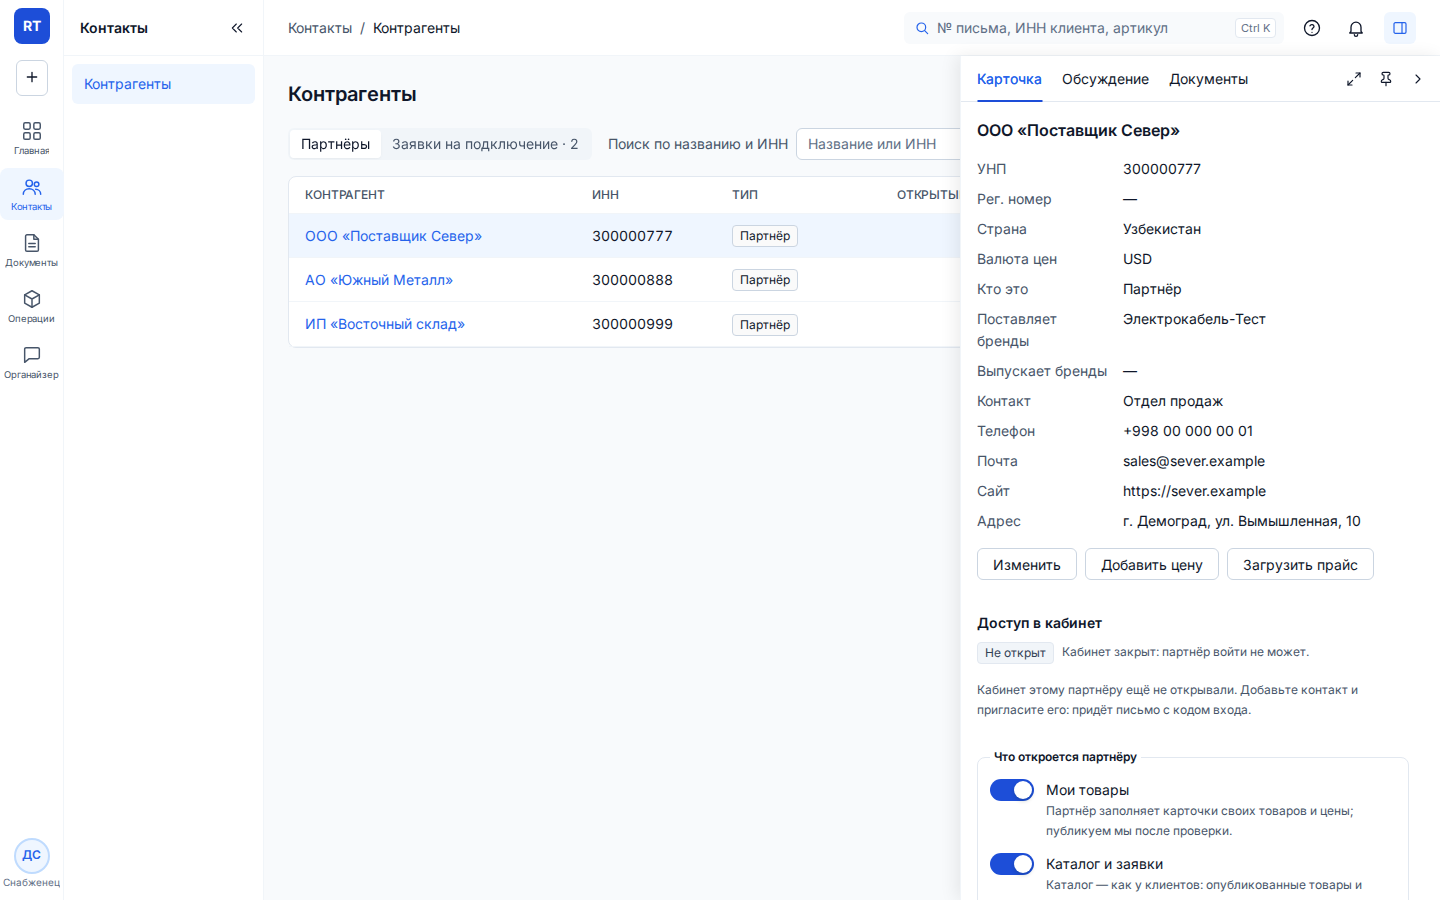 RT
+
Главная
Контакты
Документы
Операции
Органайзер
ДС
Снабженец
Контакты
Контрагенты
Контакты / Контрагенты
№ письма, ИНН клиента, артикул
Ctrl K
Контрагенты
Партнёры
Заявки на подключение · 2
Поиск по названию и ИНН
Название или ИНН
КОНТРАГЕНТ ИНН ТИП ОТКРЫТЫ
ООО «Поставщик Север» 300000777 Партнёр
АО «Южный Металл» 300000888 Партнёр
ИП «Восточный склад» 300000999 Партнёр
Карточка Обсуждение Документы
ООО «Поставщик Север»
УНП 300000777
Рег. номер —
Страна Узбекистан
Валюта цен USD
Кто это Партнёр
Поставляет Электрокабель-Тест
бренды
Выпускает бренды —
Контакт Отдел продаж
Телефон +998 00 000 00 01
Почта sales@sever.example
Сайт https://sever.example
Адрес г. Демоград, ул. Вымышленная, 10
Изменить Добавить цену Загрузить прайс
Доступ в кабинет
Не открыт Кабинет закрыт: партнёр войти не может.
Кабинет этому партнёру ещё не открывали. Добавьте контакт и
пригласите его: придёт письмо с кодом входа.
Что откроется партнёру
Мои товары
Партнёр заполняет карточки своих товаров и цены;
публикуем мы после проверки.
Каталог и заявки
Каталог — как у клиентов: опубликованные товары и